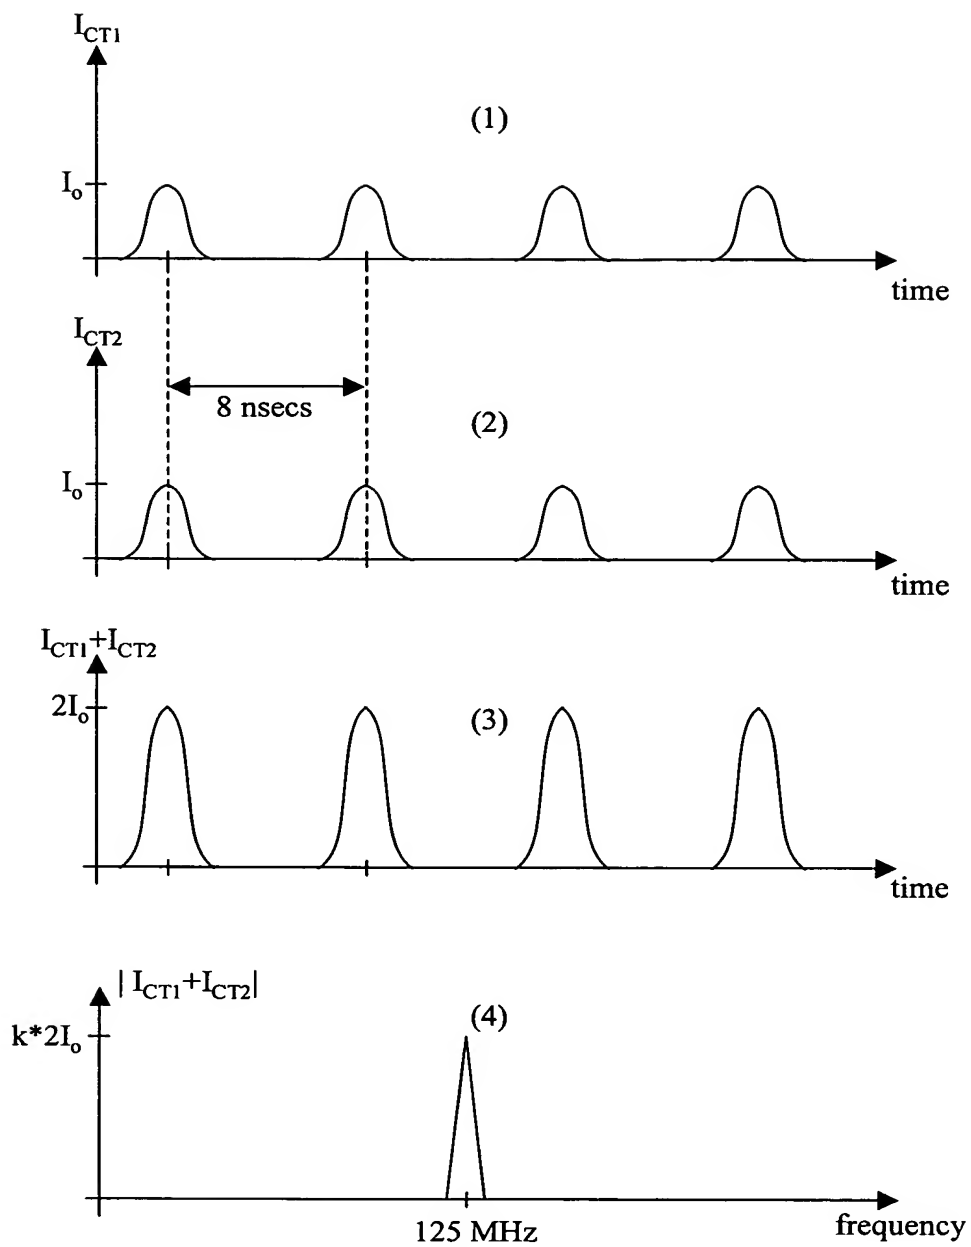 I_CT1
(1)
I_o
time
I_CT2
8 nsecs
(2)
I_o
time
I_CT1+I_CT2
2I_o
(3)
time
| I_CT1+I_CT2|
(4)
k*2I_o
125 MHz
frequency